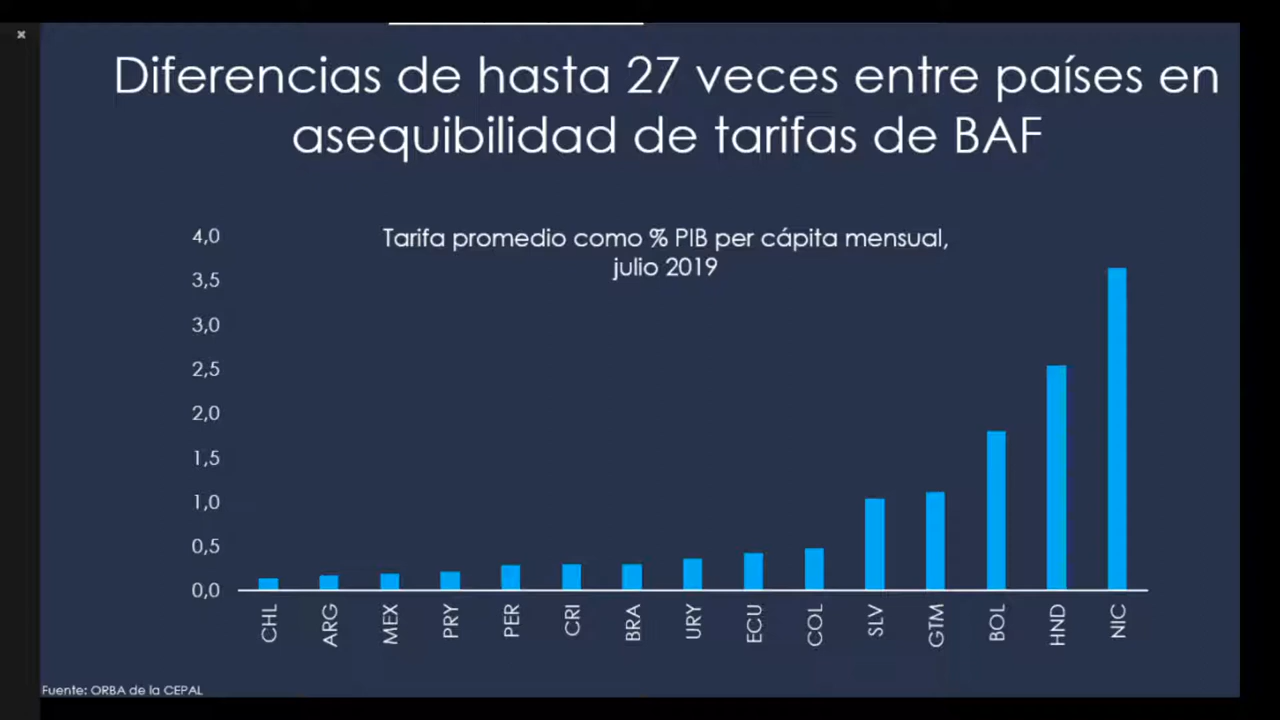 ×
Diferencias de hasta 27 veces entre países en
asequibilidad de tarifas de BAF
Tarifa promedio como % PIB per cápita mensual,
julio 2019
4,0
3,5
3,0
2,5
2,0
1,5
1,0
0,5
0,0
CHL
ARG
MEX
PRY
PER
CRI
BRA
URY
ECU
COL
SLV
GTM
BOL
HND
NIC
Fuente: ORBA de la CEPAL